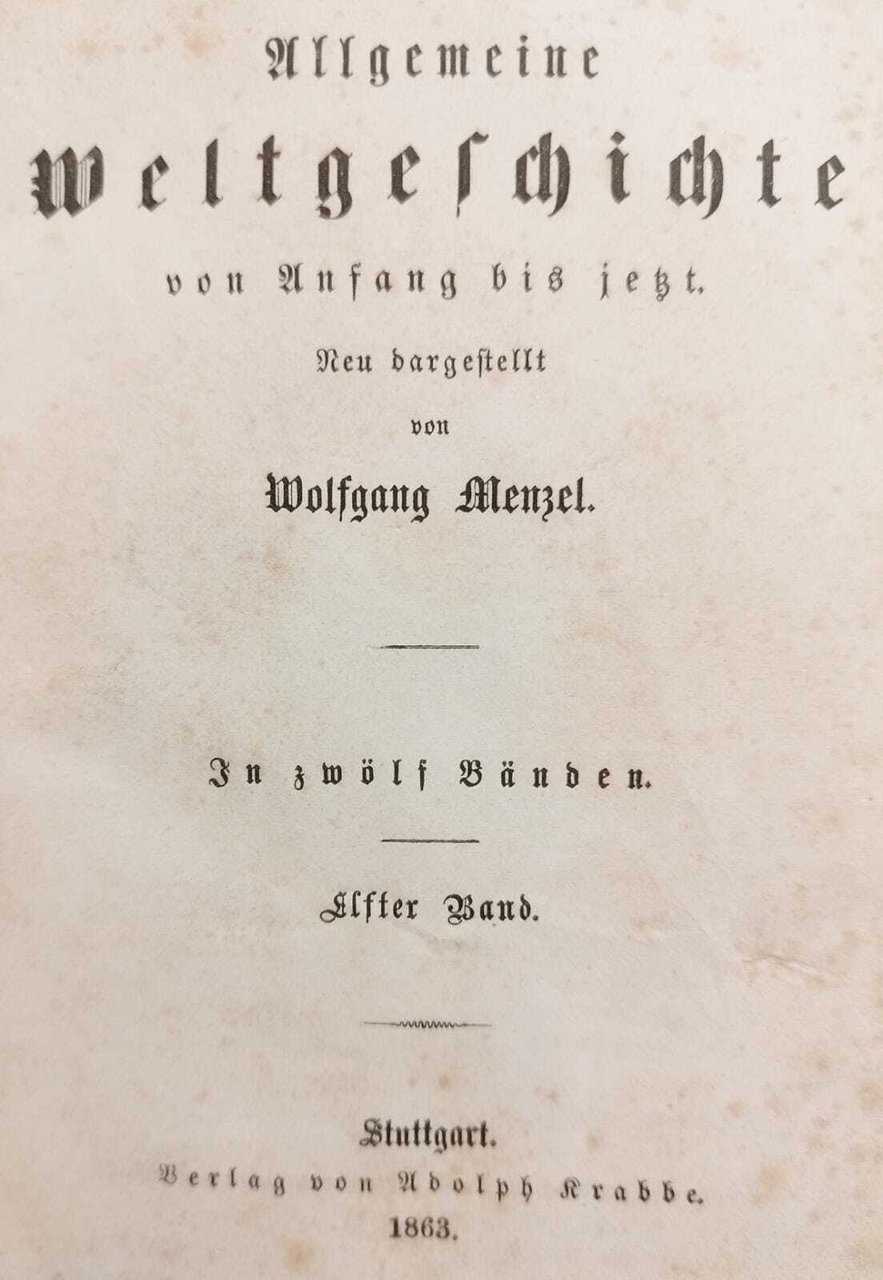 Allgemeine
Weltgeſchichte
von Anfang bis jetzt.
Neu dargeſtellt
von
Wolfgang Menzel.
In zwölf Bänden.
Elfter Band.
Stuttgart.
Verlag von Adolph Krabbe.
1863.